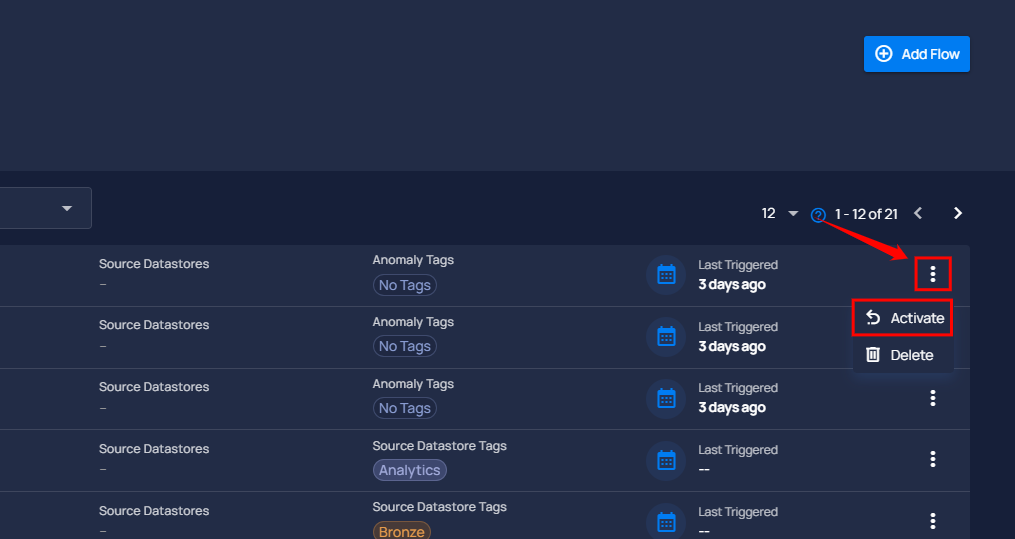 Add Flow
12
1 - 12 of 21
Source Datastores
--
Anomaly Tags
No Tags
Last Triggered
3 days ago
Activate
Delete
Source Datastores
--
Anomaly Tags
No Tags
Last Triggered
3 days ago
Source Datastores
--
Anomaly Tags
No Tags
Last Triggered
3 days ago
Source Datastores
--
Source Datastore Tags
Analytics
Last Triggered
--
Source Datastores
--
Source Datastore Tags
Bronze
Last Triggered
--